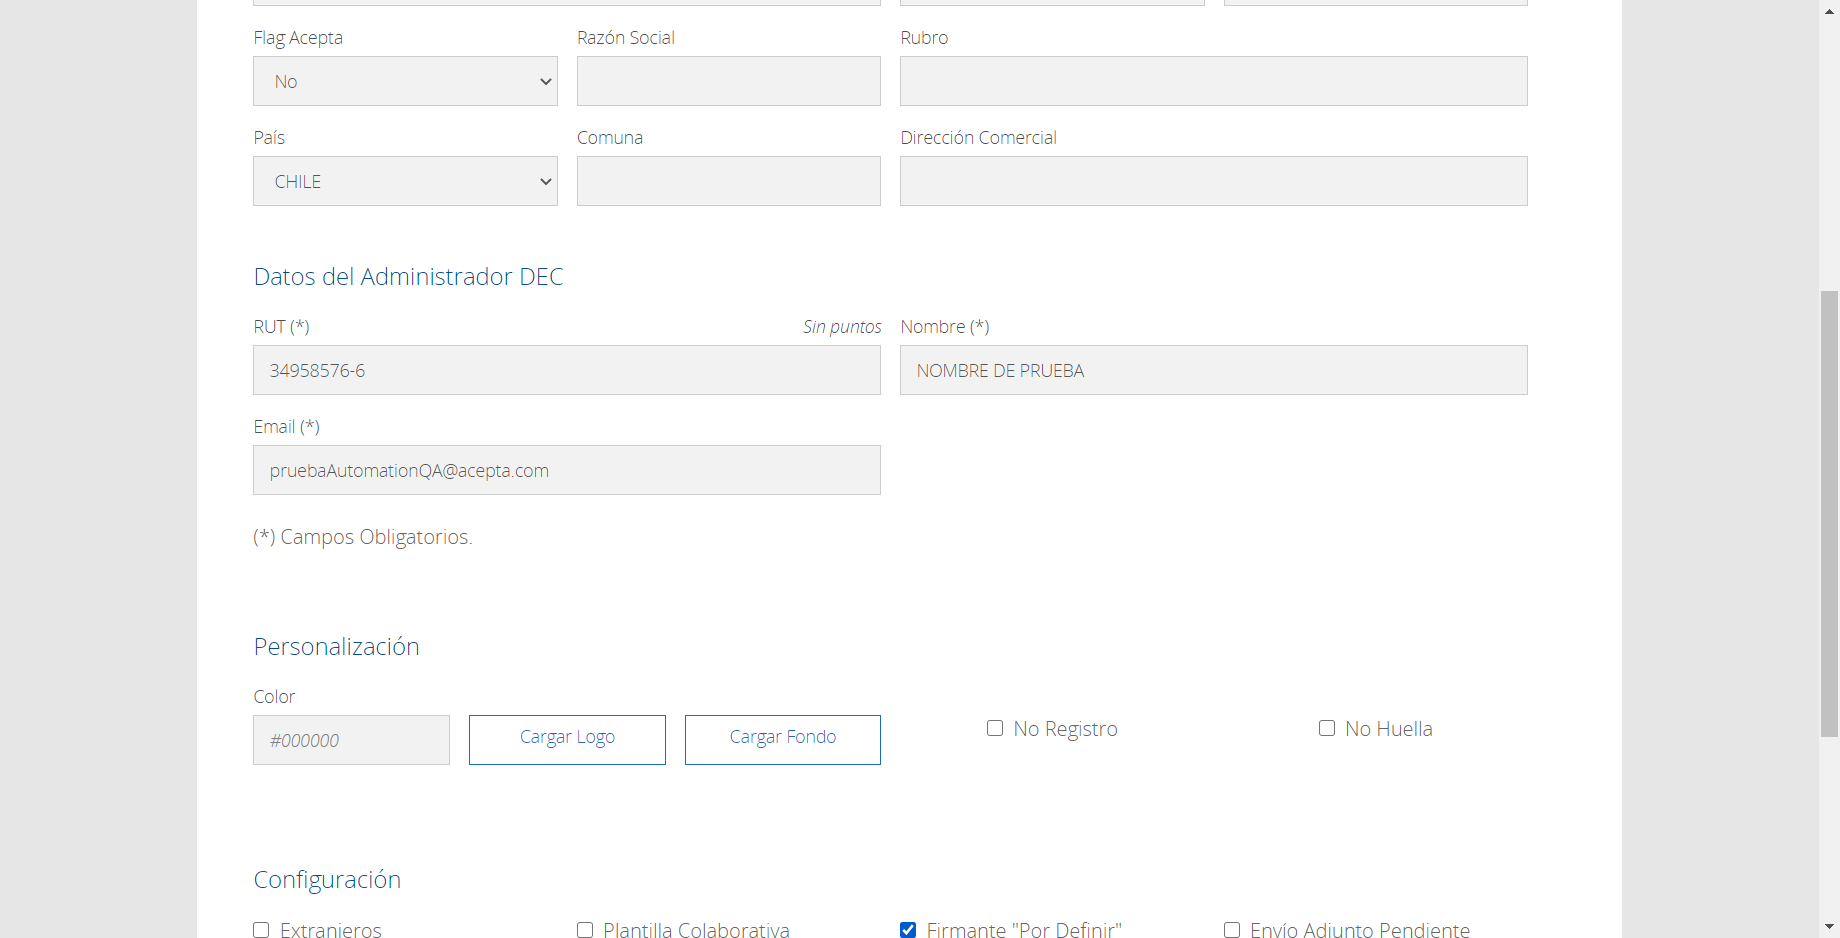 Flag Acepta Razón Social Rubro
No
País Comuna Dirección Comercial
CHILE
Datos del Administrador DEC
RUT (*) Sin puntos Nombre (*)
34958576-6 NOMBRE DE PRUEBA
Email (*)
pruebaAutomationQA@acepta.com
(*) Campos Obligatorios.
Personalización
Color
#000000 Cargar Logo Cargar Fondo No Registro No Huella
Configuración
Extranjeros Plantilla Colaborativa Firmante "Por Definir" Envío Adjunto Pendiente